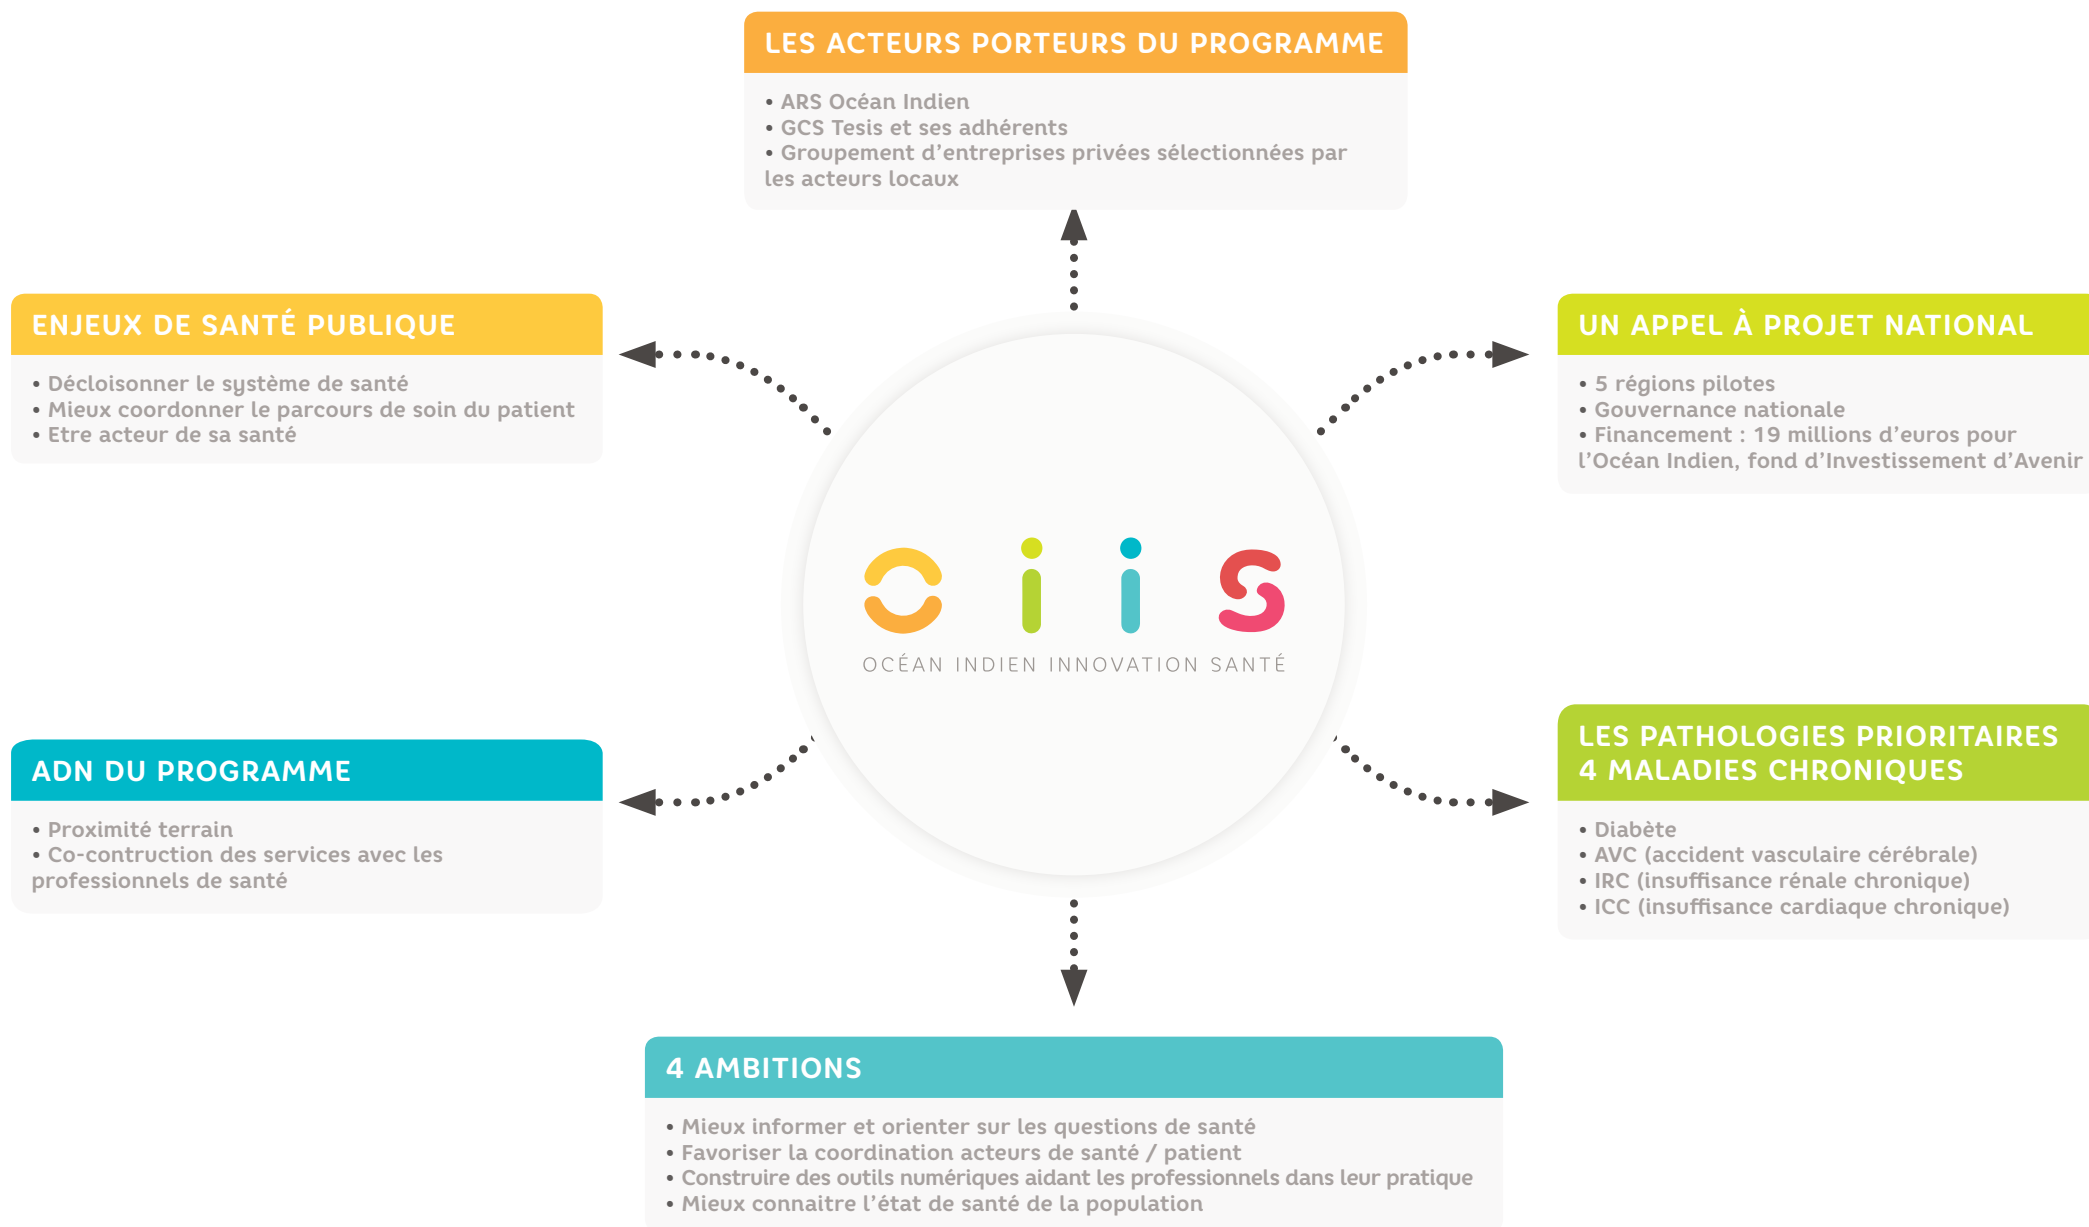 LES ACTEURS PORTEURS DU PROGRAMME
• ARS Océan Indien
• GCS Tesis et ses adhérents
• Groupement d’entreprises privées sélectionnées par
les acteurs locaux
ENJEUX DE SANTÉ PUBLIQUE
• Décloisonner le système de santé
• Mieux coordonner le parcours de soin du patient
• Etre acteur de sa santé
UN APPEL À PROJET NATIONAL
• 5 régions pilotes
• Gouvernance nationale
• Financement : 19 millions d’euros pour
l’Océan Indien, fond d’Investissement d’Avenir
oiis
OCÉAN INDIEN INNOVATION SANTÉ
ADN DU PROGRAMME
• Proximité terrain
• Co-contruction des services avec les
professionnels de santé
LES PATHOLOGIES PRIORITAIRES
4 MALADIES CHRONIQUES
• Diabète
• AVC (accident vasculaire cérébrale)
• IRC (insuffisance rénale chronique)
• ICC (insuffisance cardiaque chronique)
4 AMBITIONS
• Mieux informer et orienter sur les questions de santé
• Favoriser la coordination acteurs de santé / patient
• Construire des outils numériques aidant les professionnels dans leur pratique
• Mieux connaitre l’état de santé de la population